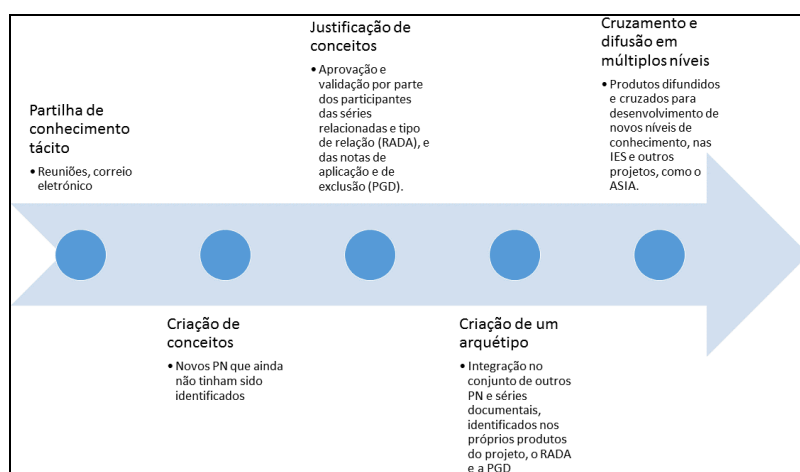 Partilha de
conhecimento
tácito
• Reuniões, correio
eletrónico
Criação de
conceitos
• Novos PN que ainda
não tinham sido
identificados
Justificação de
conceitos
• Aprovação e
validação por parte
dos participantes
das séries
relacionadas e tipo
de relação (RADA), e
das notas de
aplicação e de
exclusão (PGD).
Criação de um
arquétipo
• Integração no
conjunto de outros
PN e séries
documentais,
identificados nos
próprios produtos
do projeto, o RADA
e a PGD
Cruzamento e
difusão em
múltiplos níveis
• Produtos difundidos
e cruzados para
desenvolvimento de
novos níveis de
conhecimento, nas
IES e outros
projetos, como o
ASIA.